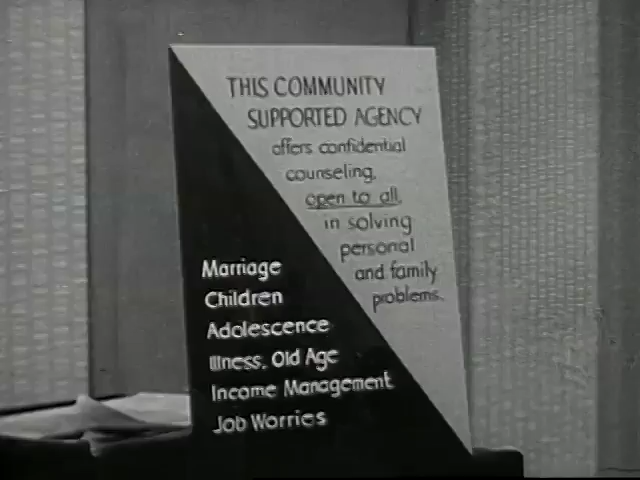 THIS COMMUNITY
SUPPORTED AGENCY
offers confidential
counseling,
open to all,
in solving
personal
and family
problems.
Marriage
Children
Adolescence
Illness, Old Age
Income Management
Job Worries